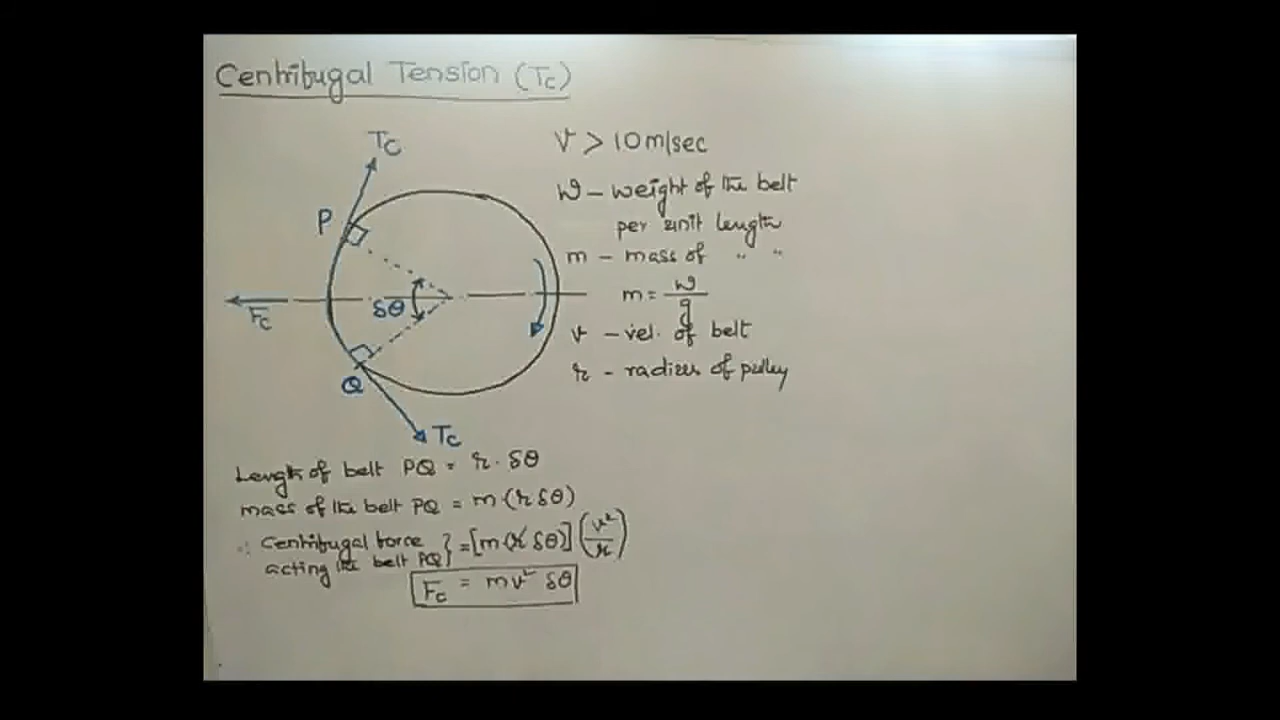 Centrifugal Tension (Tc)
Tc
P
Fc
δθ
Q
Tc
v > 10 m/sec
w – weight of the belt
per unit length
m – mass of " "
m = w/g
v – vel. of belt
r – radius of pulley
Length of belt PQ = r. δθ
mass of the belt PQ = m (r δθ)
∴ Centrifugal force } = [m (r δθ)] (v²/r)
acting the belt PQ
Fc = mv² δθ